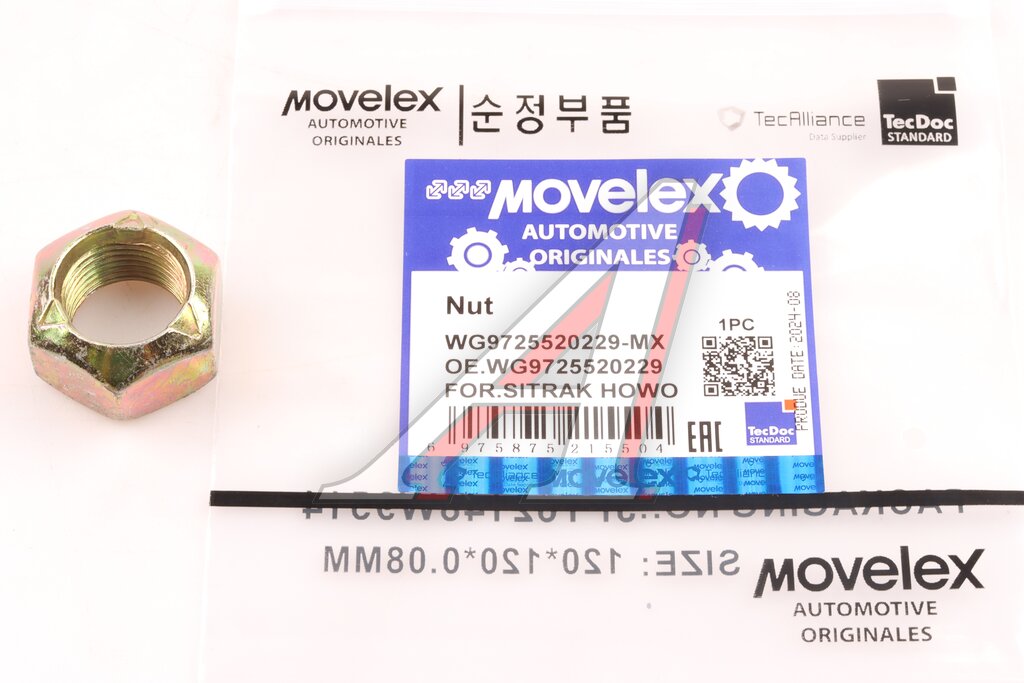 movelex
AUTOMOTIVE
ORIGINALES
순정부품
TecAlliance
Data Supplier
TecDoc
STANDARD
movelex
AUTOMOTIVE
ORIGINALES
Nut
WG9725520229-MX
OE.WG9725520229
FOR.SITRAK HOWO
1PC
PRODUE DATE:2024-08
6 975875 215504
EAC
TecDoc
STANDARD
movelex
TecAlliance
SIZE: 120*120*0.08MM
movelex
AUTOMOTIVE
ORIGINALES